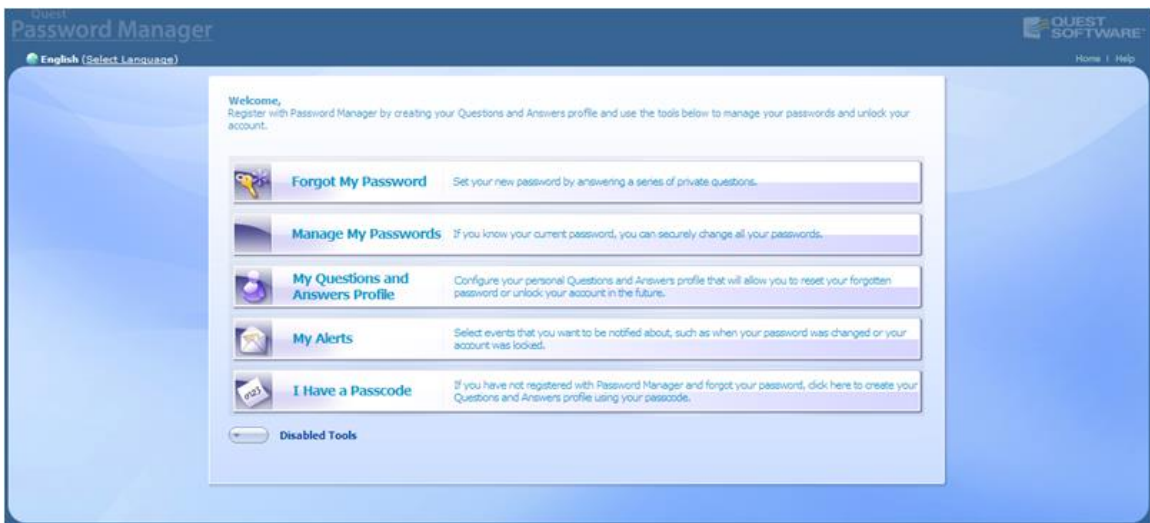 Quest
Password Manager
QUEST
SOFTWARE
English (Select Language)
Home | Help
Welcome,
Register with Password Manager by creating your Questions and Answers profile and use the tools below to manage your passwords and unlock your
account.
Forgot My Password
Set your new password by answering a series of private questions.
Manage My Passwords
If you know your current password, you can securely change all your passwords.
My Questions and
Answers Profile
Configure your personal Questions and Answers profile that will allow you to reset your forgotten
password or unlock your account in the future.
My Alerts
Select events that you want to be notified about, such as when your password was changed or your
account was locked.
0123
I Have a Passcode
If you have not registered with Password Manager and forgot your password, click here to create your
Questions and Answers profile using your passcode.
Disabled Tools